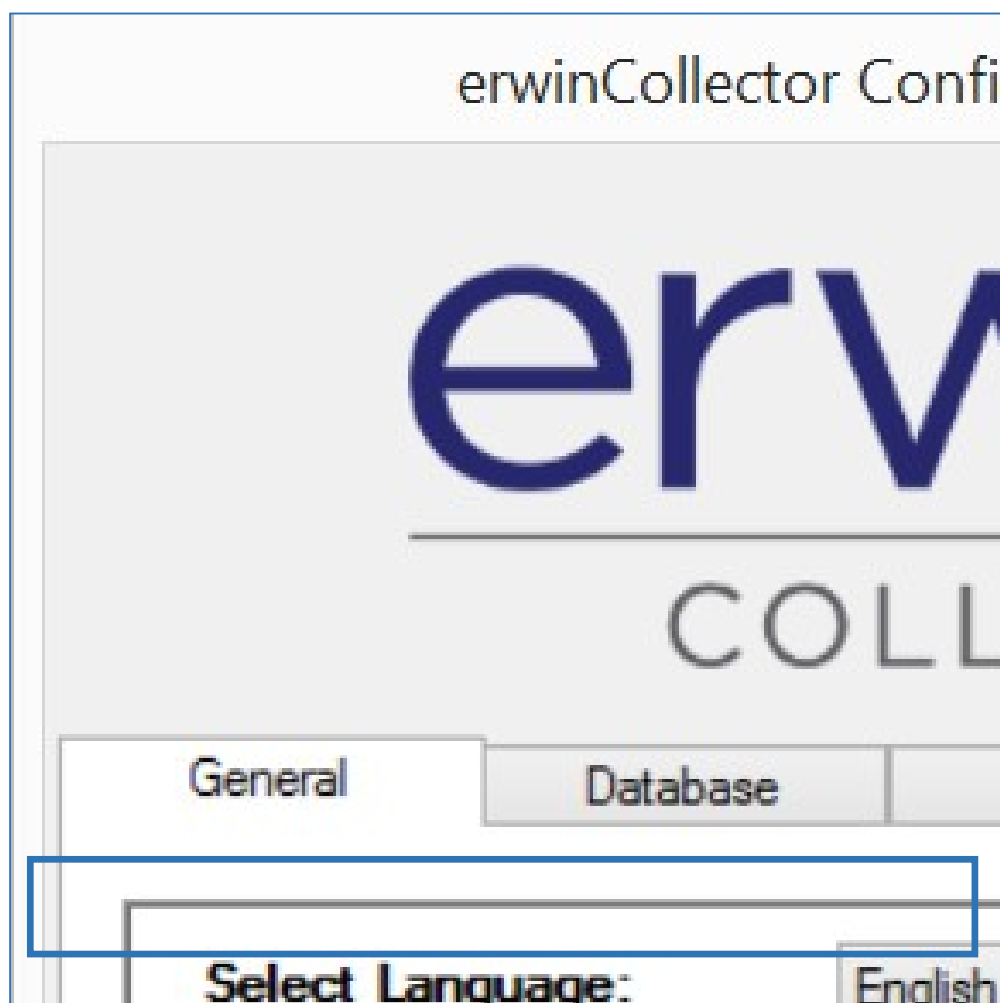 erwinCollector Confi
erw
COLL
General Database
Select Language: English